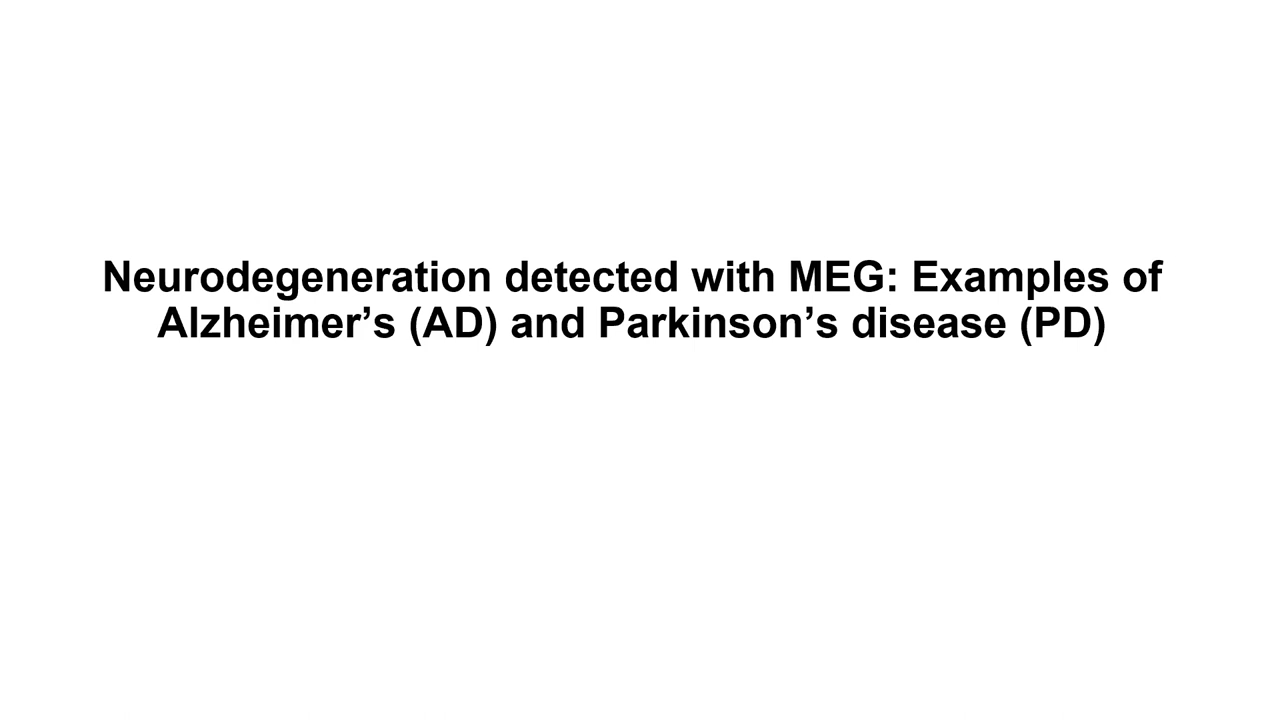 Neurodegeneration detected with MEG: Examples of
Alzheimer’s (AD) and Parkinson’s disease (PD)